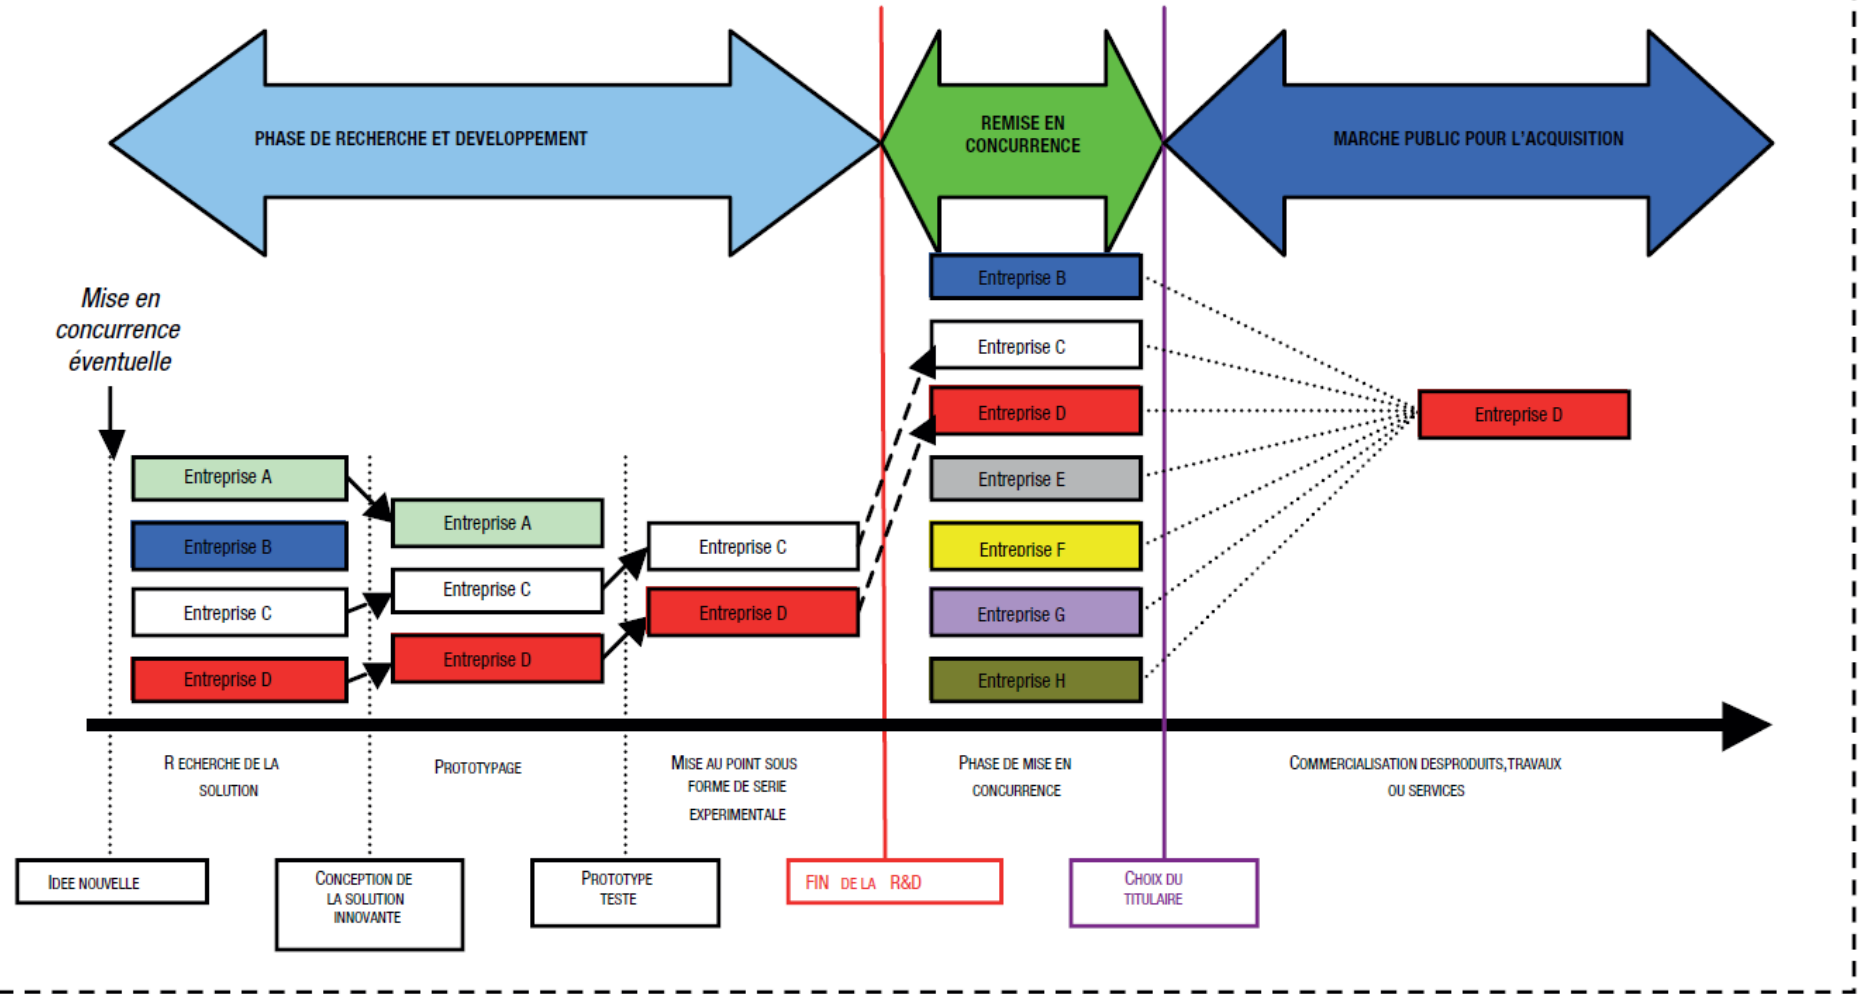 PHASE DE RECHERCHE ET DEVELOPPEMENT
REMISE EN
CONCURRENCE
MARCHE PUBLIC POUR L'ACQUISITION
Mise en
concurrence
éventuelle
Entreprise A
Entreprise B
Entreprise C
Entreprise D
Entreprise A
Entreprise C
Entreprise D
Entreprise C
Entreprise D
Entreprise B
Entreprise C
Entreprise D
Entreprise E
Entreprise F
Entreprise G
Entreprise H
Entreprise D
R ECHERCHE DE LA
SOLUTION
PROTOTYPAGE
MISE AU POINT SOUS
FORME DE SERIE
EXPERIMENTALE
PHASE DE MISE EN
CONCURRENCE
COMMERCIALISATION DESPRODUITS,TRAVAUX
OU SERVICES
IDEE NOUVELLE
CONCEPTION DE
LA SOLUTION
INNOVANTE
PROTOTYPE
TESTE
FIN DE LA R&D
CHOIX DU
TITULAIRE